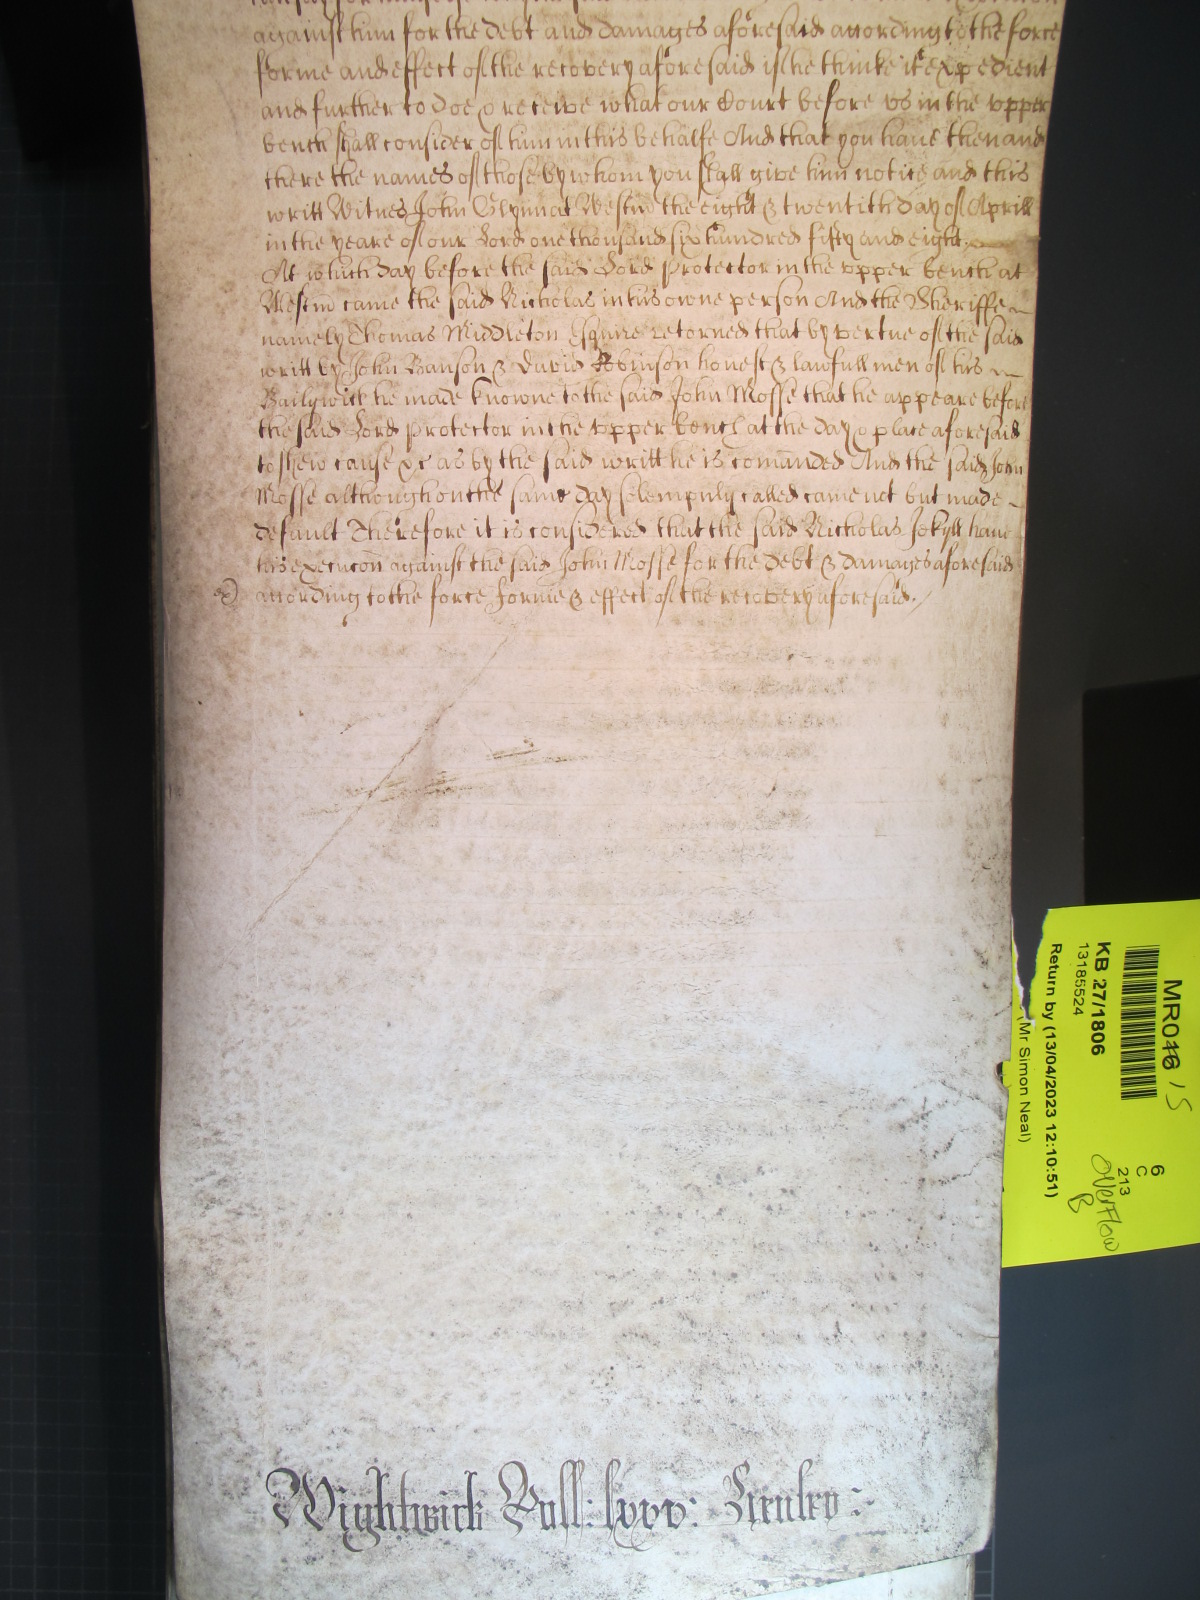 against him for the debt and damages aforesaid according to the force
forme and effect of the recovery aforesaid if he thinke it expedient
and further to doe & receive what our Court before us in the upper
bench shall consider of him in this behalfe And that you have then and
there the names of those by whom you shall give him notice and this
writt Witnes John Glynn at Westm the eight & twentith day of Aprill
in the yeare of our Lord one thousand six hundred fifty and eight.
At which day before the said Lord Protector in the upper bench at
Westm came the said Nicholas in his owne person And the Sheriffe
namely Thomas Middleton Esquire retorned that by vertue of the said
writt by John Banson & David Robinson honest & lawfull men of his
Bailywick he made knowne to the said John Mosse that he appeare before
the said Lord Protector in the upper bench at the day & place aforesaid
to shew cause &c as by the said writt he is comanded And the said John
Mosse although on the same day solempnly called came not but made
default Therefore it is considered that the said Nicholas Jekyll have
his execucon against the said John Mosse for the debt & damages aforesaid
according to the force forme & effect of the recovery aforesaid.
Wightwick Rull: lxxv:
MR046 15
KB 27/1806
13185524
Return by (13/04/2023 12:10:51)
(Mr Simon Neal)
6
C
213
Overflow
B